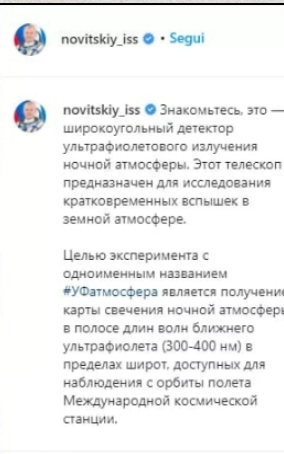 novitskiy_iss • Segui
novitskiy_iss Знакомьтесь, это —
широкоугольный детектор
ультрафиолетового излучения
ночной атмосферы. Этот телескоп
предназначен для исследования
кратковременных вспышек в
земной атмосфере.
Целью эксперимента с
одноименным названием
#УФатмосфера является получение
карты свечения ночной атмосферы
в полосе длин волн ближнего
ультрафиолета (300-400 нм) в
пределах широт, доступных для
наблюдения с орбиты полета
Международной космической
станции.